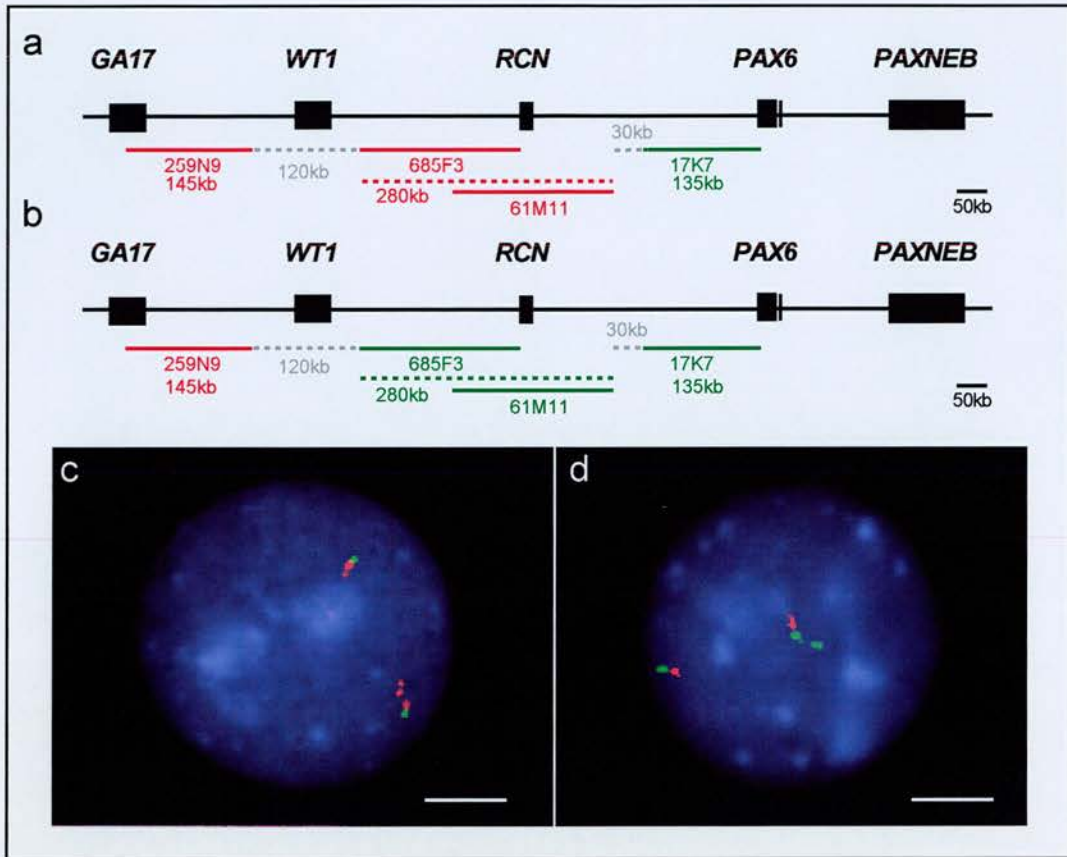 a
GA17 WT1 RCN PAX6 PAXNEB
30kb
259N9 120kb 685F3 17K7
145kb 280kb 135kb
61M11 50kb
b
GA17 WT1 RCN PAX6 PAXNEB
30kb
259N9 120kb 685F3 17K7
145kb 280kb 135kb
61M11 50kb
c d